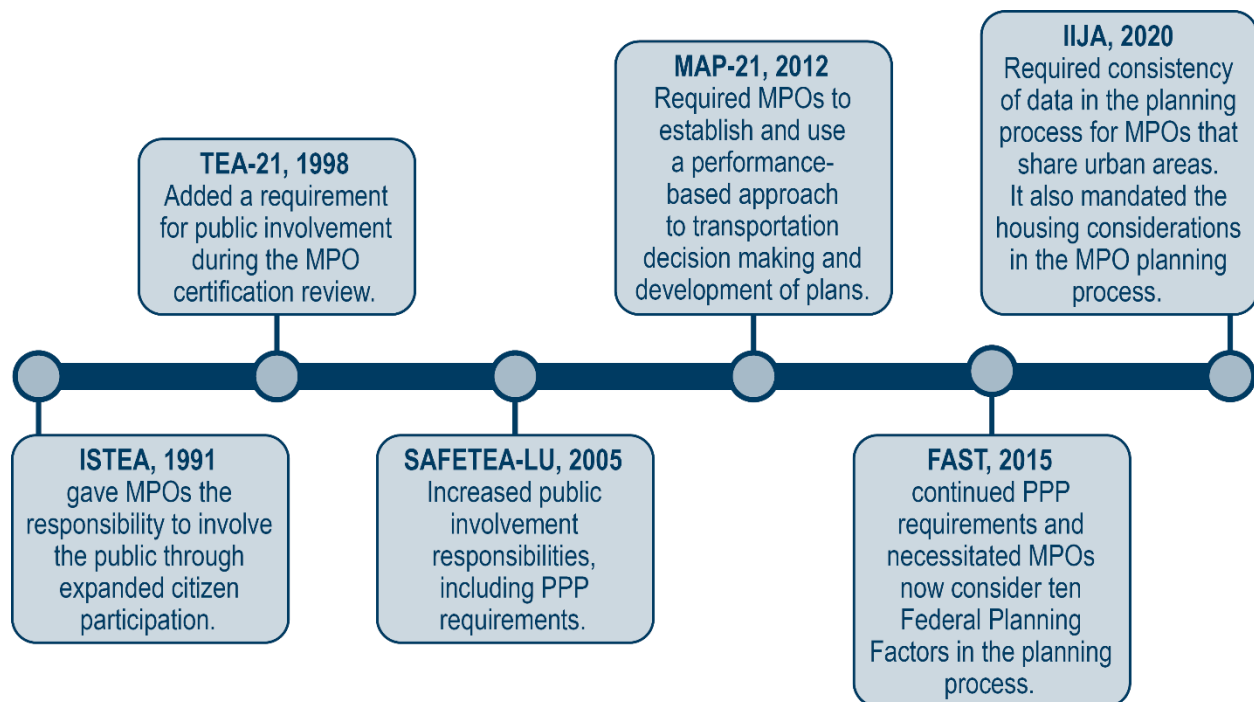 ISTEA, 1991
gave MPOs the
responsibility to involve
the public through
expanded citizen
participation.
TEA-21, 1998
Added a requirement
for public involvement
during the MPO
certification review.
SAFETEA-LU, 2005
Increased public
involvement
responsibilities,
including PPP
requirements.
MAP-21, 2012
Required MPOs to
establish and use
a performance-
based approach
to transportation
decision making and
development of plans.
FAST, 2015
continued PPP
requirements and
necessitated MPOs
now consider ten
Federal Planning
Factors in the planning
process.
IIJA, 2020
Required consistency
of data in the planning
process for MPOs that
share urban areas.
It also mandated the
housing considerations
in the MPO planning
process.